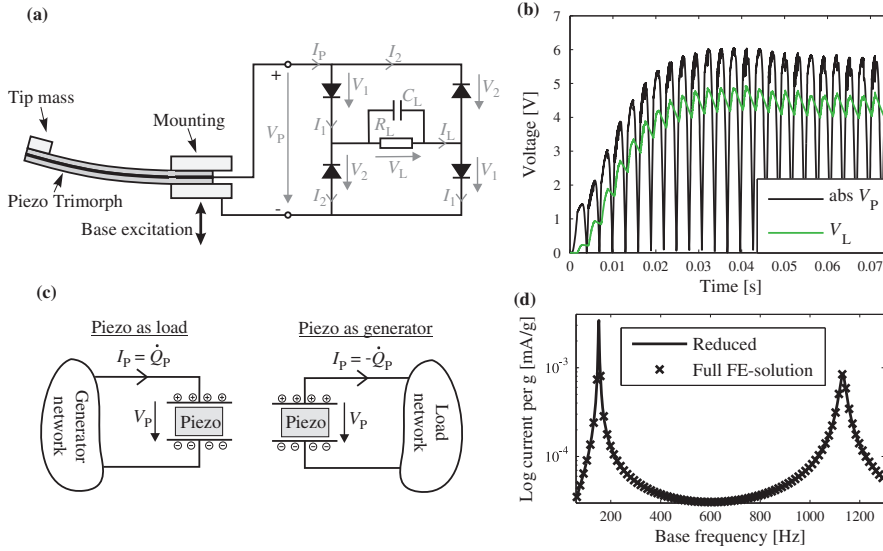 (a)
Tip mass
Mounting
Piezo Trimorph
Base excitation
+
-
V_P
I_P
I_2
V_1
V_2
C_L
R_L
I_L
I_1
V_2
V_L
V_1
I_2
I_1
(b)
Voltage [V]
7
6
5
4
3
2
1
0
abs V_P
V_L
0 0.01 0.02 0.03 0.04 0.05 0.06 0.07
Time [s]
(c)
Piezo as load
I_P = Q̇_P
Generator network
V_P
Piezo
Piezo as generator
I_P = -Q̇_P
Piezo
V_P
Load network
(d)
Log current per g [mA/g]
10^-3
10^-4
Reduced
Full FE-solution
200 400 600 800 1000 1200
Base frequency [Hz]